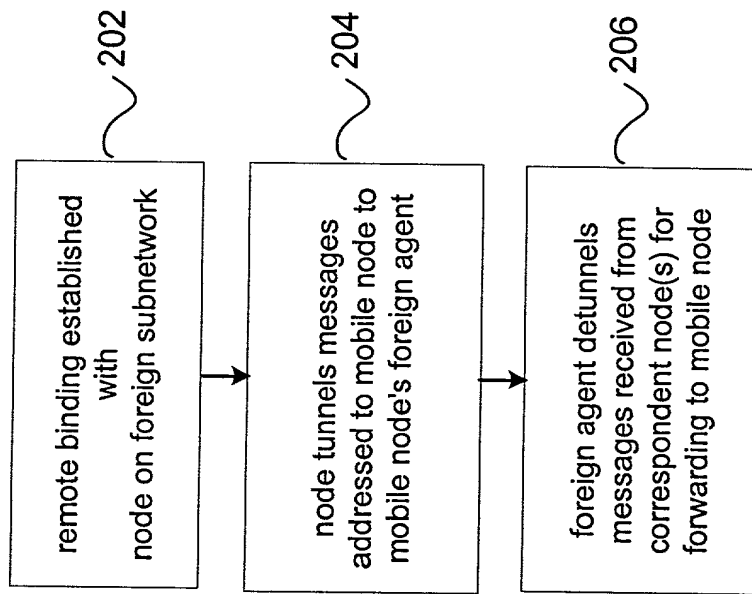 202
remote binding established
with
node on foreign subnetwork
204
node tunnels messages
addressed to mobile node to
mobile node's foreign agent
206
foreign agent detunnels
messages received from
correspondent node(s) for
forwarding to mobile node